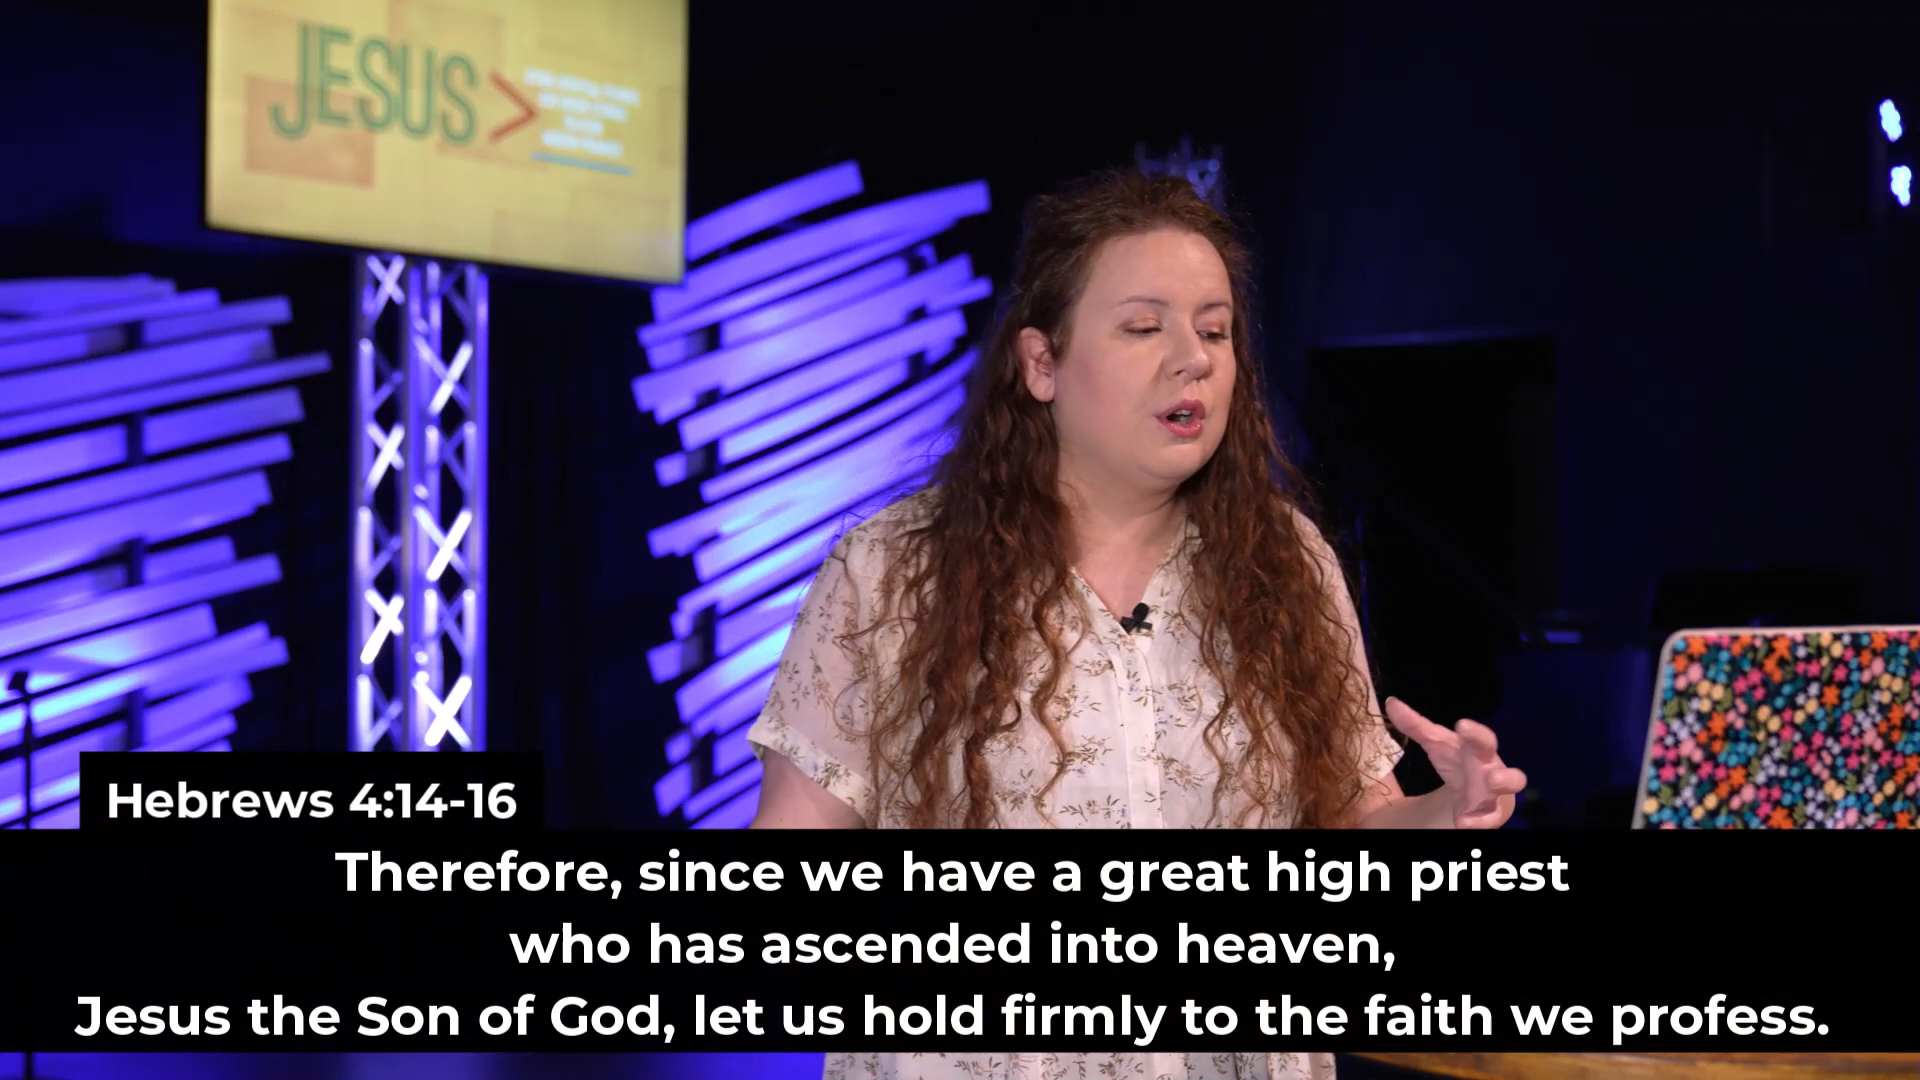 JESUS >
Hebrews 4:14-16
Therefore, since we have a great high priest
who has ascended into heaven,
Jesus the Son of God, let us hold firmly to the faith we profess.